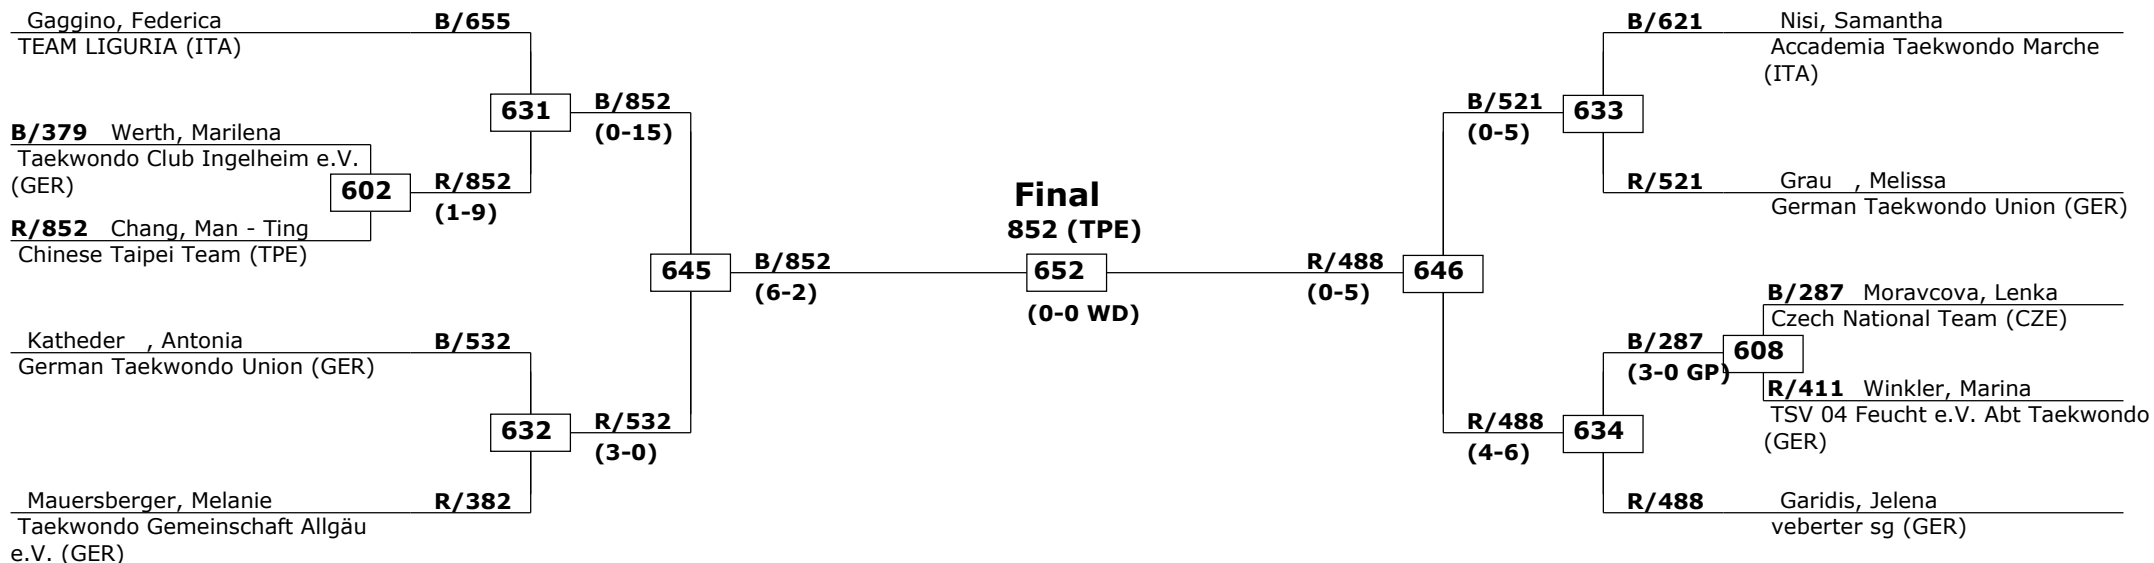 Gaggino, Federica
B/655
TEAM LIGURIA (ITA)
631
B/852
(0-15)
B/379 Werth, Marilena
Taekwondo Club Ingelheim e.V.
(GER)
602
R/852
(1-9)
R/852 Chang, Man - Ting
Chinese Taipei Team (TPE)
645
B/852
(6-2)
Katheder , Antonia
B/532
German Taekwondo Union (GER)
632
R/532
(3-0)
Mauersberger, Melanie
R/382
Taekwondo Gemeinschaft Allgäu
e.V. (GER)
Final
852 (TPE)
652
(0-0 WD)
B/621
Nisi, Samantha
Accademia Taekwondo Marche
(ITA)
B/521
(0-5)
633
R/521
Grau , Melissa
German Taekwondo Union (GER)
R/488
(0-5)
646
B/287 Moravcova, Lenka
Czech National Team (CZE)
B/287
(3-0 GP)
608
R/411 Winkler, Marina
TSV 04 Feucht e.V. Abt Taekwondo
(GER)
R/488
(4-6)
634
R/488
Garidis, Jelena
veberter sg (GER)